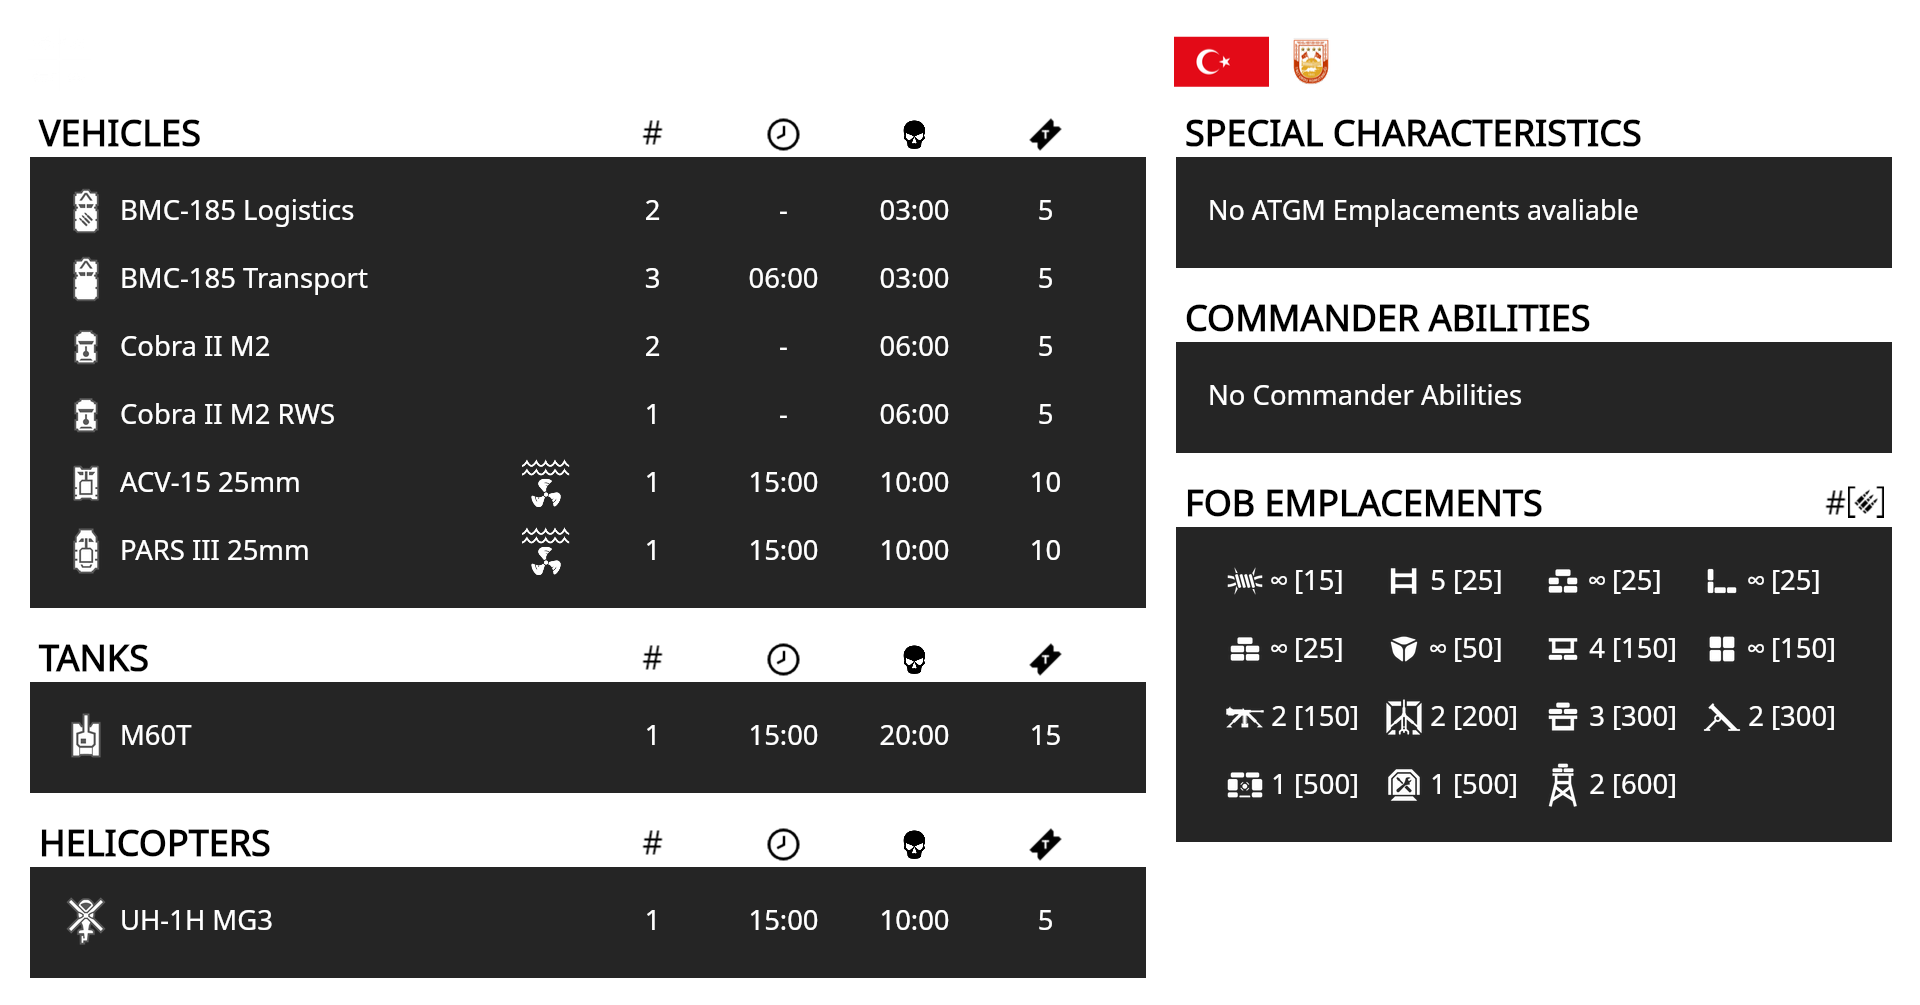 VEHICLES #
BMC-185 Logistics 2 - 03:00 5
BMC-185 Transport 3 06:00 03:00 5
Cobra II M2 2 - 06:00 5
Cobra II M2 RWS 1 - 06:00 5
ACV-15 25mm 1 15:00 10:00 10
PARS III 25mm 1 15:00 10:00 10
TANKS #
M60T 1 15:00 20:00 15
HELICOPTERS #
UH-1H MG3 1 15:00 10:00 5
SPECIAL CHARACTERISTICS
No ATGM Emplacements avaliable
COMMANDER ABILITIES
No Commander Abilities
FOB EMPLACEMENTS #[]
∞ [15] 5 [25] ∞ [25] ∞ [25]
∞ [25] ∞ [50] 4 [150] ∞ [150]
2 [150] 2 [200] 3 [300] 2 [300]
1 [500] 1 [500] 2 [600]